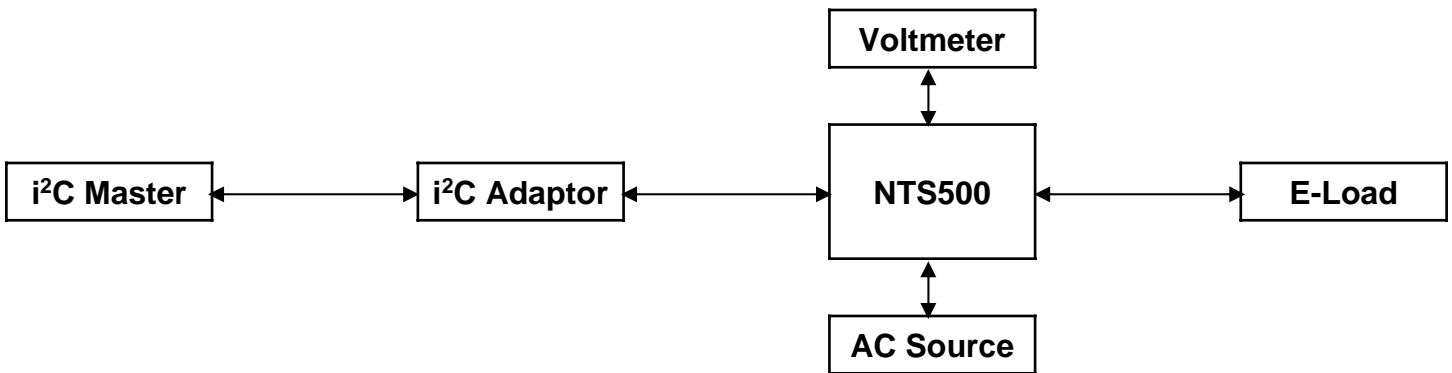 Voltmeter
i²C Master
i²C Adaptor
NTS500
E-Load
AC Source